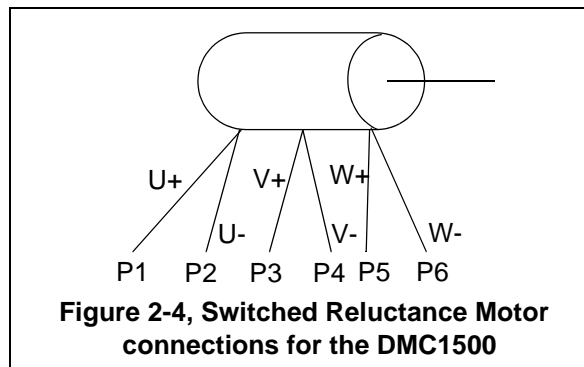 U+ V+ W+
U- V- W-
P1 P2 P3 P4 P5 P6
Figure 2-4, Switched Reluctance Motor
connections for the DMC1500